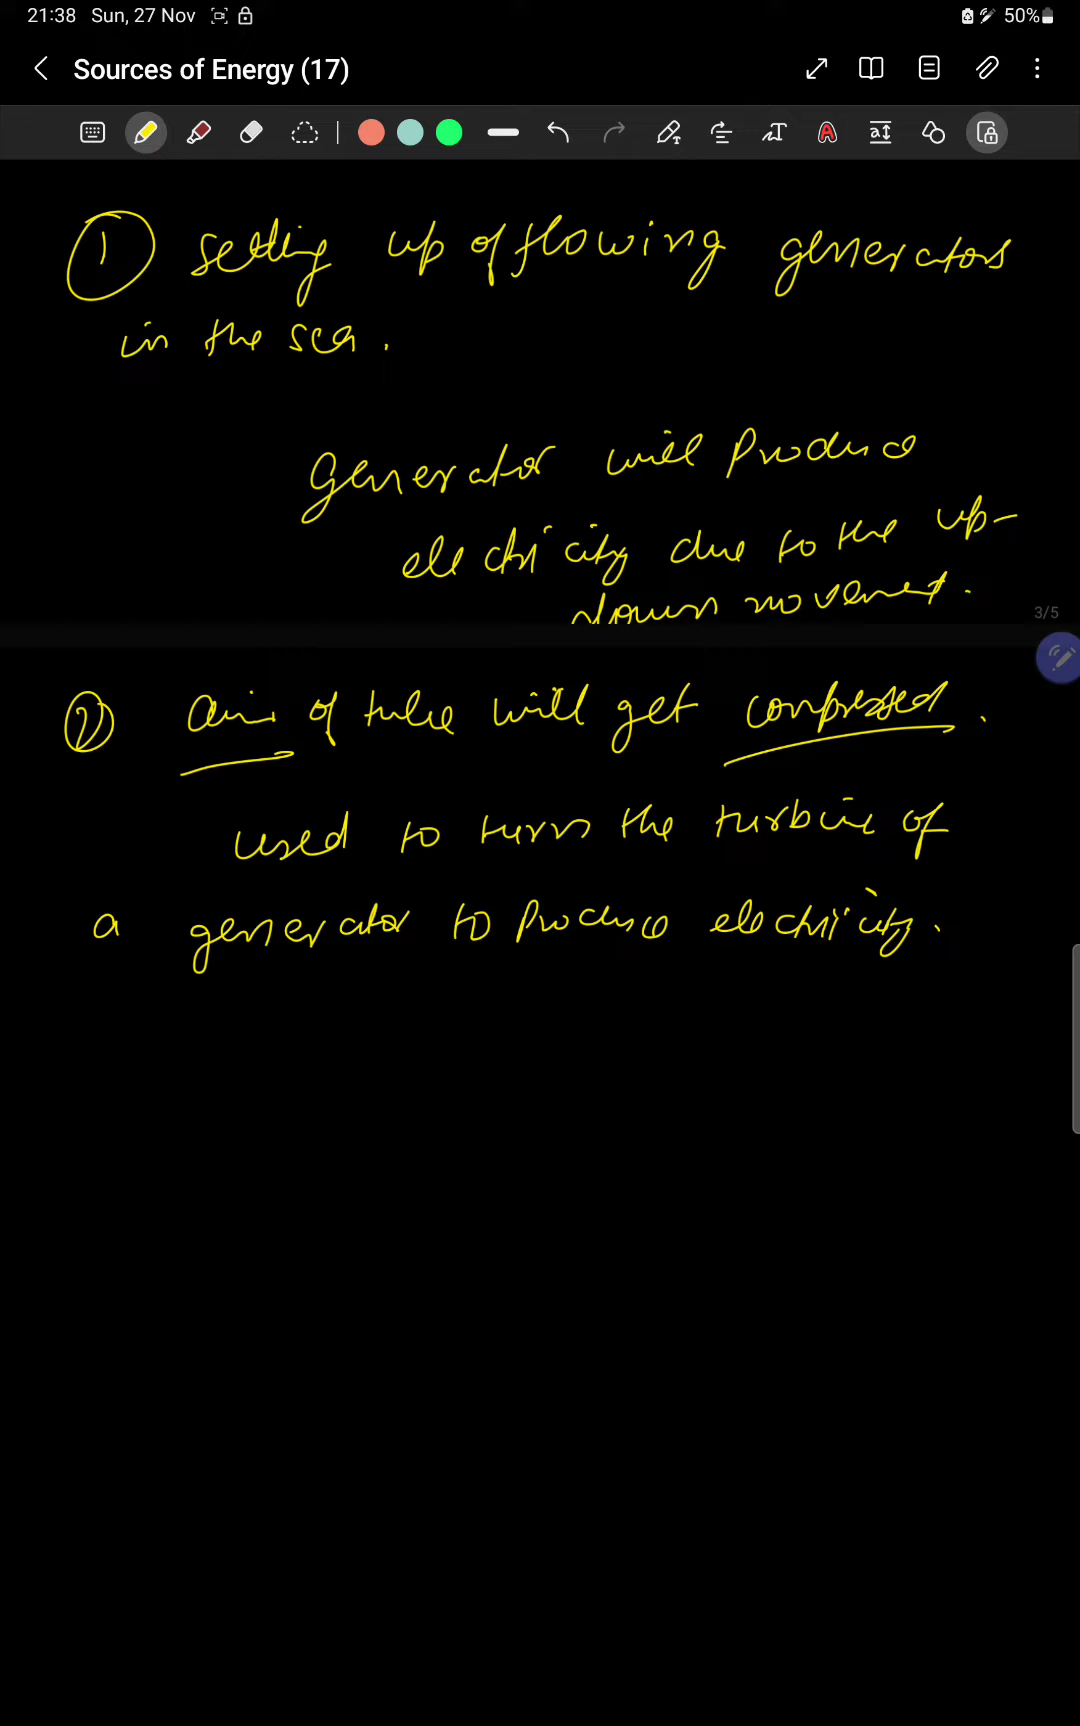 21:38 Sun, 27 Nov 50%
Sources of Energy (17)
① setting up of flowing generators
in the sea.
Generator will produce
electricity due to the up-
down movement.
3/5
② air of tube will get compressed.
used to turn the turbine of
a generator to produce electricity.